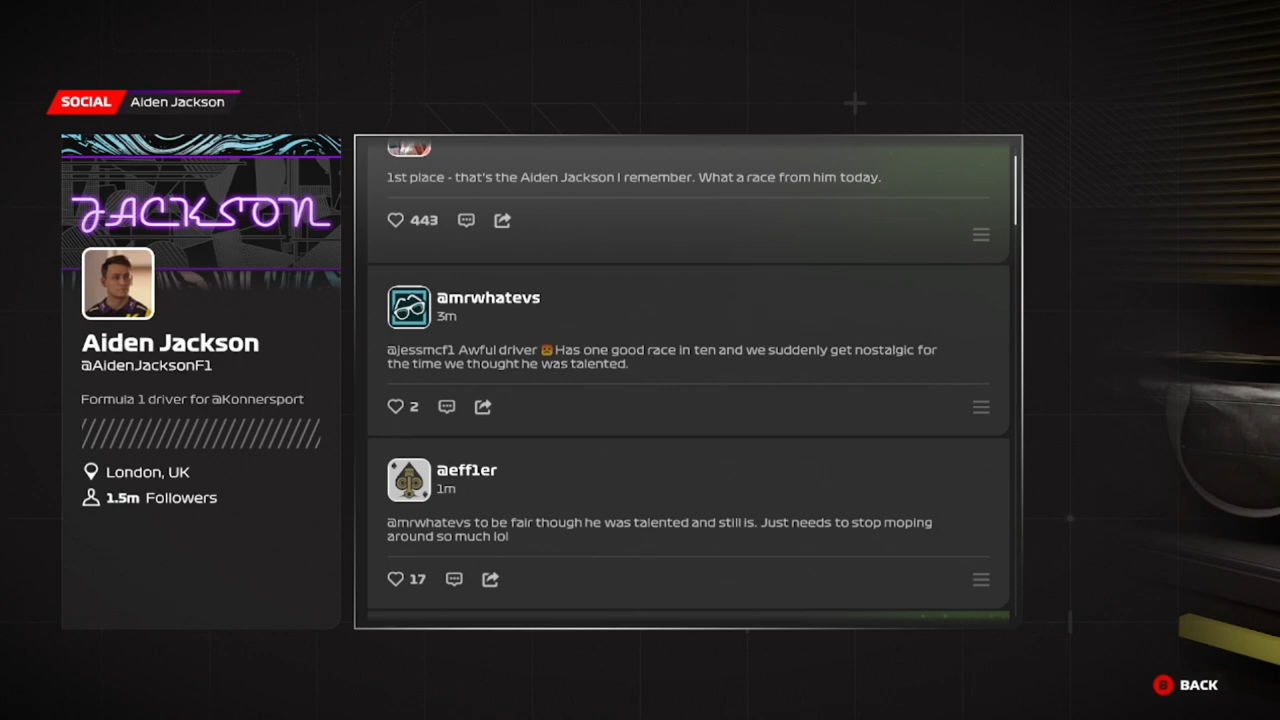 SOCIAL Aiden Jackson
JACKSON
Aiden Jackson
@AidenJacksonF1
Formula 1 driver for @Konnersport
London, UK
1.5m Followers
1st place - that's the Aiden Jackson I remember. What a race from him today.
443
@mrwhatevs
3m
@jessmcf1 Awful driver 😡 Has one good race in ten and we suddenly get nostalgic for
the time we thought he was talented.
2
@eff1er
1m
@mrwhatevs to be fair though he was talented and still is. Just needs to stop moping
around so much lol
17
B BACK